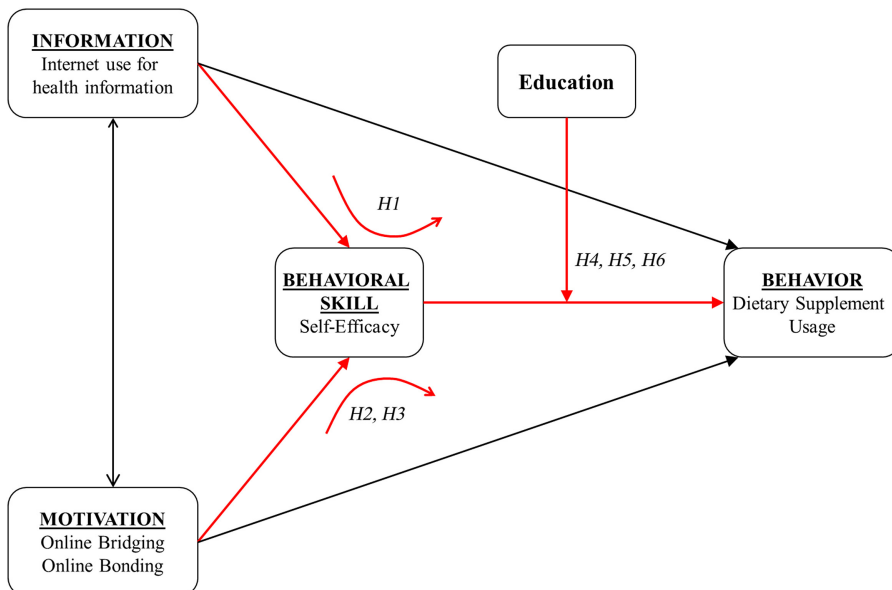 INFORMATION
Internet use for
health information
Education
H1
H4, H5, H6
BEHAVIORAL
SKILL
Self-Efficacy
BEHAVIOR
Dietary Supplement
Usage
H2, H3
MOTIVATION
Online Bridging
Online Bonding